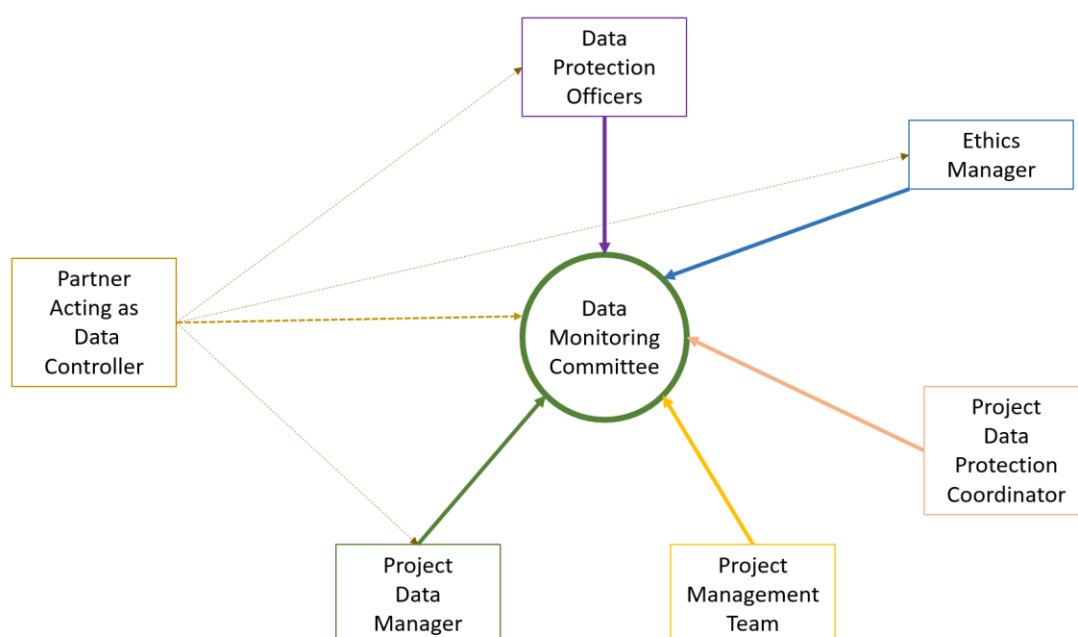 Data
Protection
Officers
Ethics
Manager
Partner
Acting as
Data
Controller
Data
Monitoring
Committee
Project
Data
Protection
Coordinator
Project
Data
Manager
Project
Management
Team